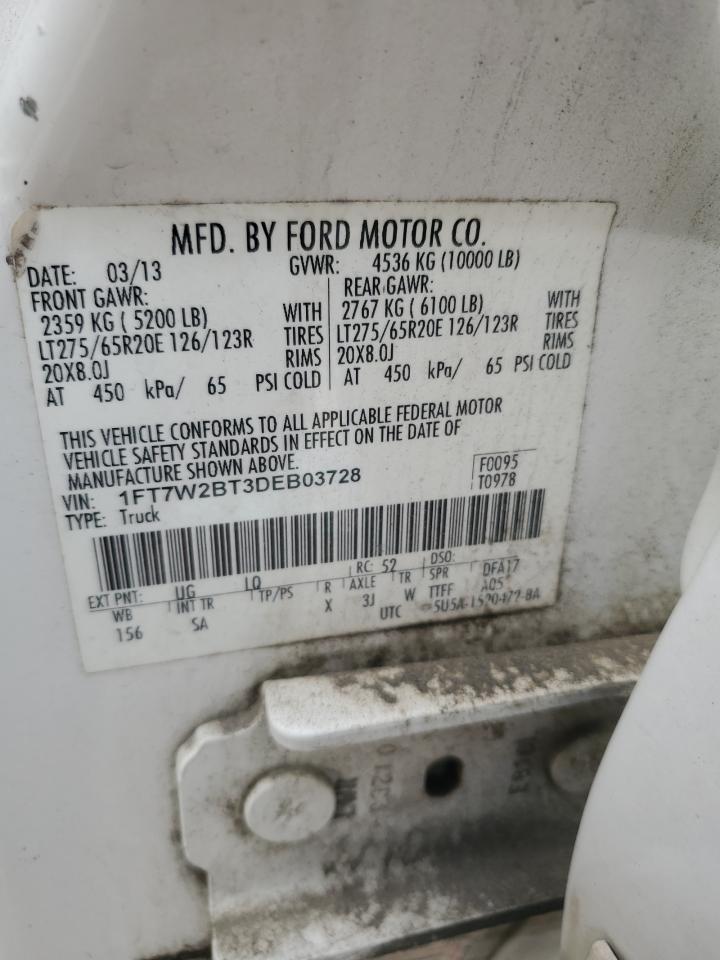 MFD. BY FORD MOTOR CO.
DATE: 03/13 GVWR: 4536 KG (10000 LB)
FRONT GAWR: REAR GAWR:
2359 KG ( 5200 LB) WITH 2767 KG ( 6100 LB) WITH
LT275/65R20E 126/123R TIRES LT275/65R20E 126/123R TIRES
20X8.0J RIMS 20X8.0J RIMS
AT 450 kPa/ 65 PSI COLD AT 450 kPa/ 65 PSI COLD
THIS VEHICLE CONFORMS TO ALL APPLICABLE FEDERAL MOTOR
VEHICLE SAFETY STANDARDS IN EFFECT ON THE DATE OF
MANUFACTURE SHOWN ABOVE.
VIN: 1FT7W2BT3DEB03728 F0095
TYPE: Truck T0978
EXT PNT: UG LQ RC: 52 DSO:
WB INT TR TP/PS R AXLE TR SPR DFA17
156 SA X 3J W TTFF A05
UTC